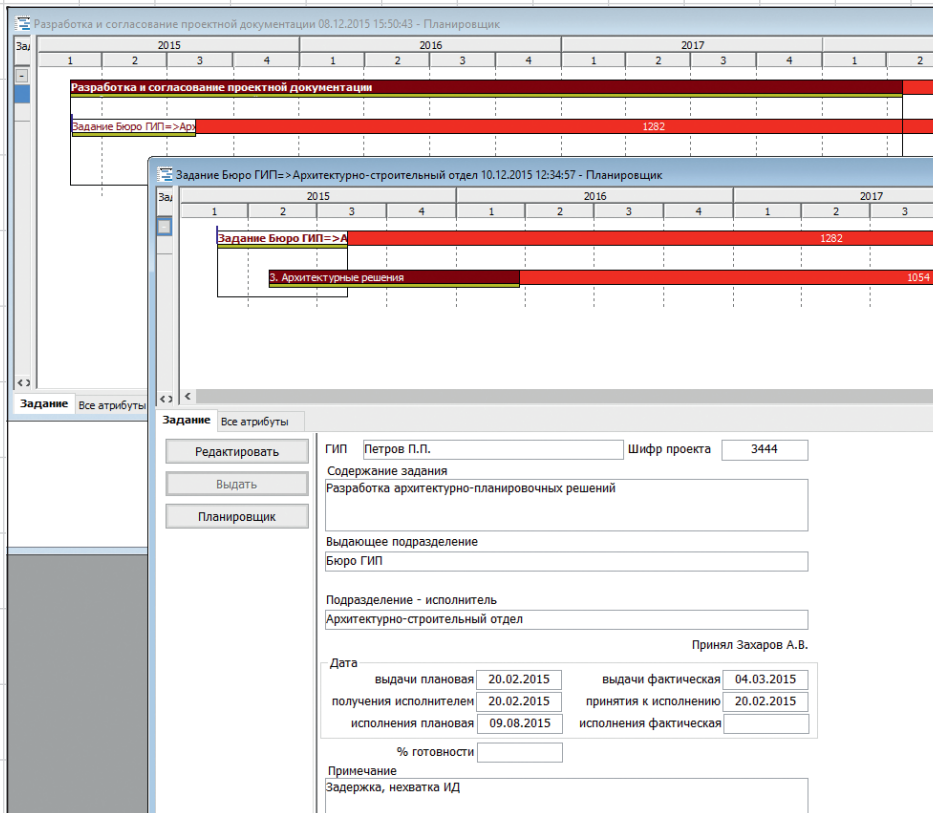 Разработка и согласование проектной документации 08.12.2015 15:50:43 - Планировщик
Зад
2015 2016 2017
1 2 3 4 1 2 3 4 1 2 3 4 1 2
Разработка и согласование проектной документации
Задание Бюро ГИП=>Арх 1282
Задание Бюро ГИП=>Архитектурно-строительный отдел 10.12.2015 12:34:57 - Планировщик
Зад
2015 2016 2017
1 2 3 4 1 2 3 4 1 2 3
Задание Бюро ГИП=>А 1282
3. Архитектурные решения 1054
Задание Все атрибуты
Задание Все атрибуты
Редактировать
Выдать
Планировщик
ГИП Петров П.П. Шифр проекта 3444
Содержание задания
Разработка архитектурно-планировочных решений
Выдающее подразделение
Бюро ГИП
Подразделение - исполнитель
Архитектурно-строительный отдел
Принял Захаров А.В.
Дата
выдачи плановая 20.02.2015 выдачи фактическая 04.03.2015
получения исполнителем 20.02.2015 принятия к исполнению 20.02.2015
исполнения плановая 09.08.2015 исполнения фактическая
% готовности
Примечание
Задержка, нехватка ИД